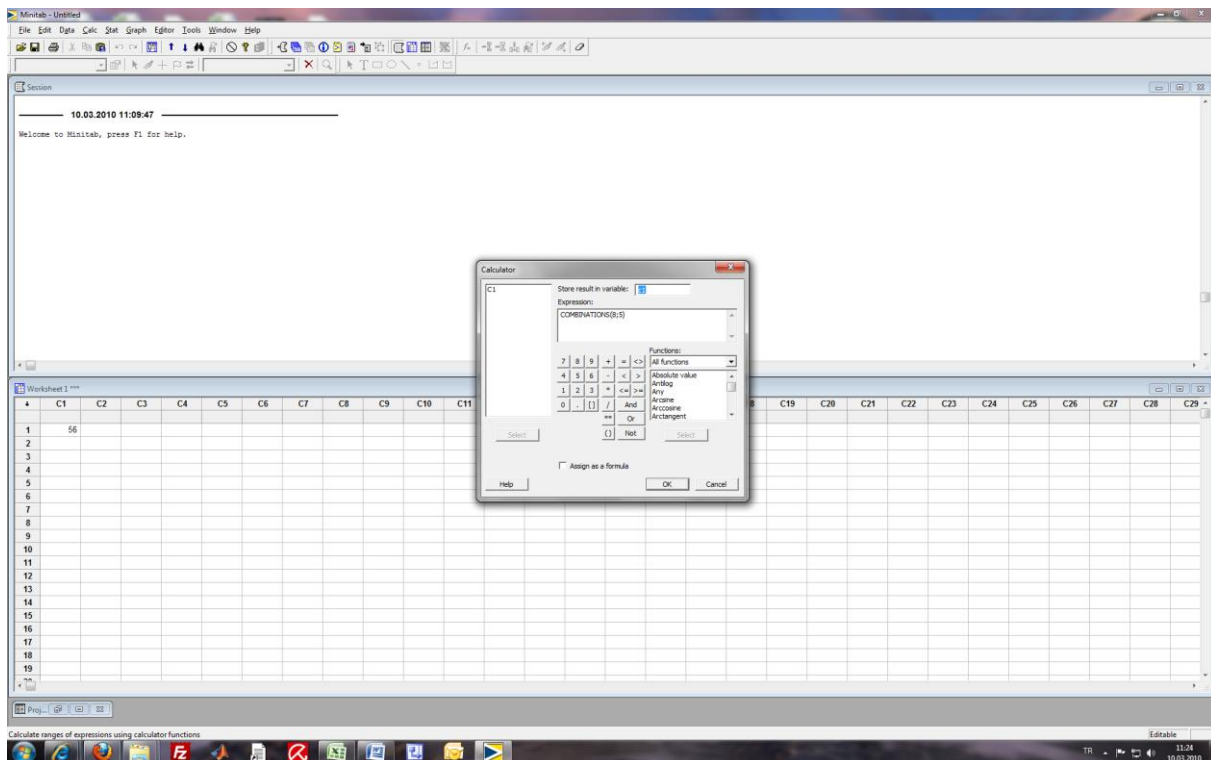 Minitab - Untitled
File Edit Data Calc Stat Graph Editor Tools Window Help
Session
10.03.2010 11:09:47
Welcome to Minitab, press F1 for help.
Calculator
C1
Store result in variable:
Expression:
COMBINATIONS(8;5)
Functions:
7 8 9 + = <> All functions
4 5 6 - < > Absolute value
Antilog
1 2 3 * <= >= Any
Arcsine
0 . [] / And Arccosine
** Or Arctangent
Select () Not Select
Assign as a formula
Help OK Cancel
Worksheet 1 ***
C1 C2 C3 C4 C5 C6 C7 C8 C9 C10 C11 8 C19 C20 C21 C22 C23 C24 C25 C26 C27 C28 C29
1 56
2
3
4
5
6
7
8
9
10
11
12
13
14
15
16
17
18
19
Proj...
Calculate ranges of expressions using calculator functions Editable
TR 11:24
10.03.2010